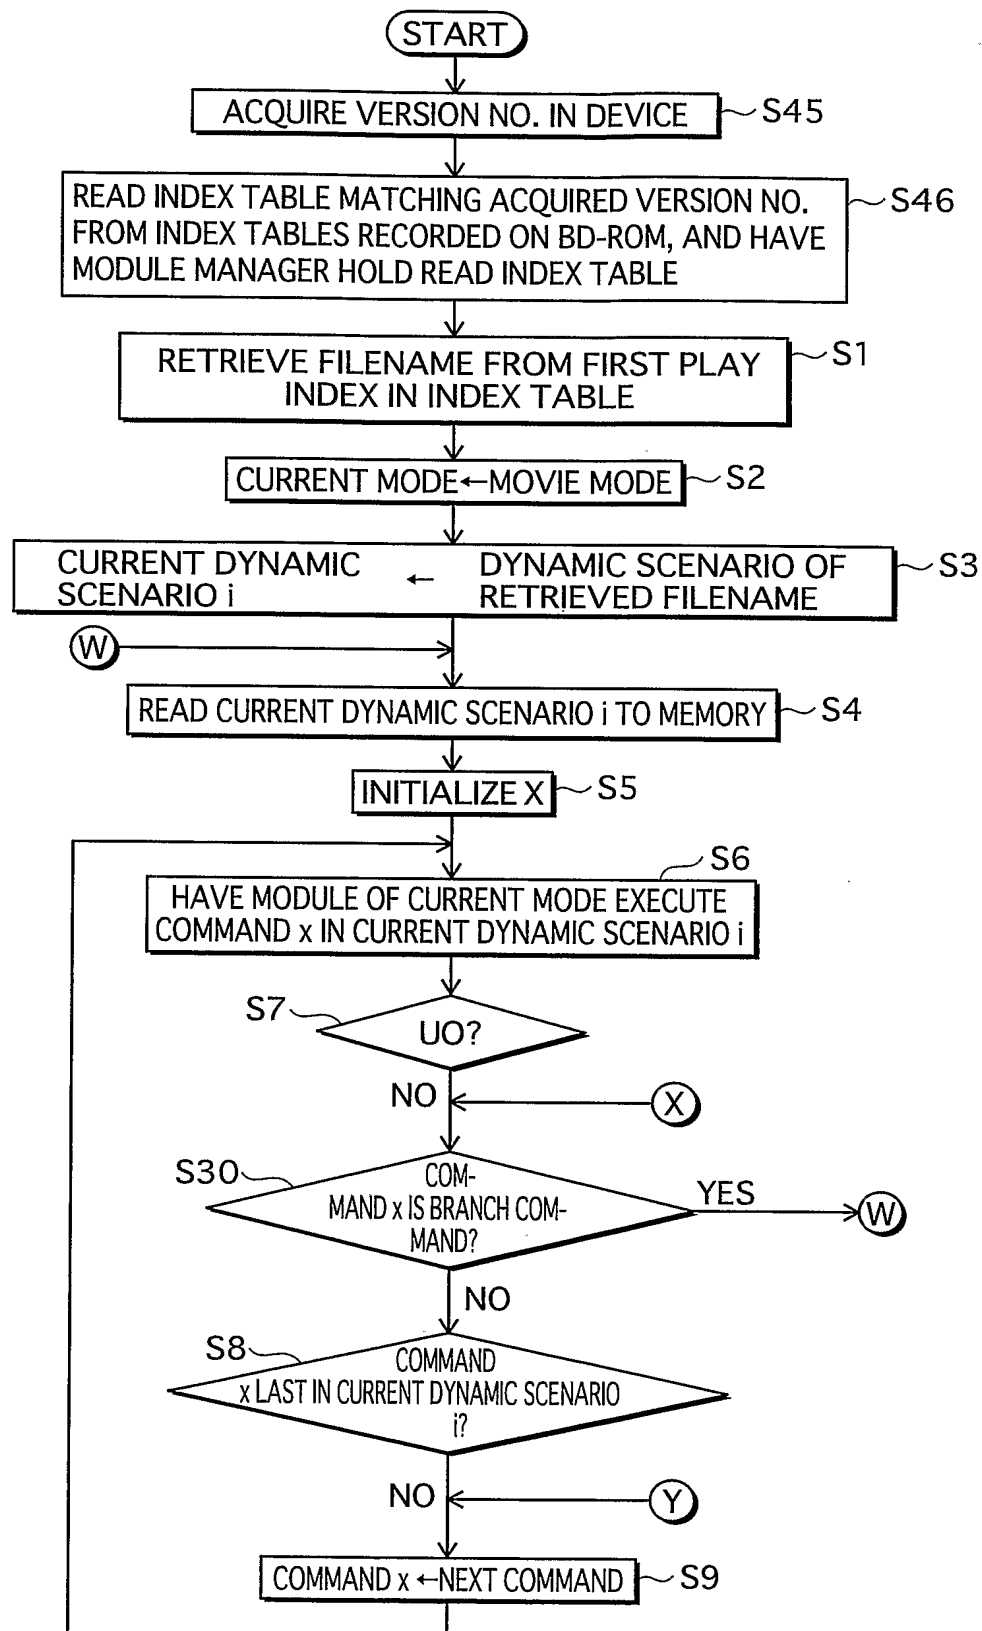 START
ACQUIRE VERSION NO. IN DEVICE
S45
READ INDEX TABLE MATCHING ACQUIRED VERSION NO.
FROM INDEX TABLES RECORDED ON BD-ROM, AND HAVE
MODULE MANAGER HOLD READ INDEX TABLE
S46
RETRIEVE FILENAME FROM FIRST PLAY
INDEX IN INDEX TABLE
S1
CURRENT MODE←MOVIE MODE
S2
CURRENT DYNAMIC
SCENARIO i
←
DYNAMIC SCENARIO OF
RETRIEVED FILENAME
S3
W
READ CURRENT DYNAMIC SCENARIO i TO MEMORY
S4
INITIALIZE X
S5
S6
HAVE MODULE OF CURRENT MODE EXECUTE
COMMAND x IN CURRENT DYNAMIC SCENARIO i
S7
UO?
NO
X
S30
COM-
MAND x IS BRANCH COM-
MAND?
YES
W
NO
S8
COMMAND
x LAST IN CURRENT DYNAMIC SCENARIO
i?
NO
Y
COMMAND x ←NEXT COMMAND
S9